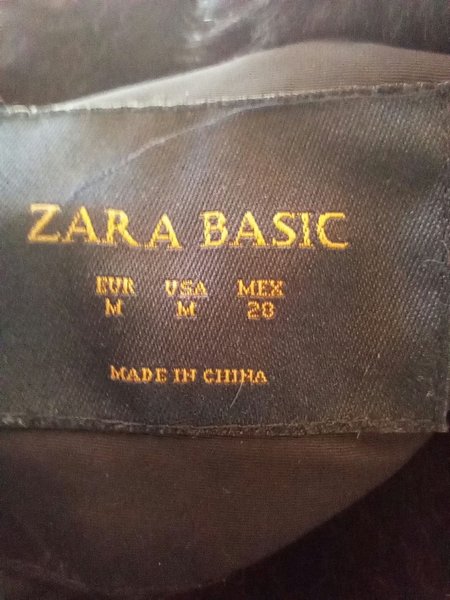 ZARA BASIC
EUR USA MEX
M M 28
MADE IN CHINA